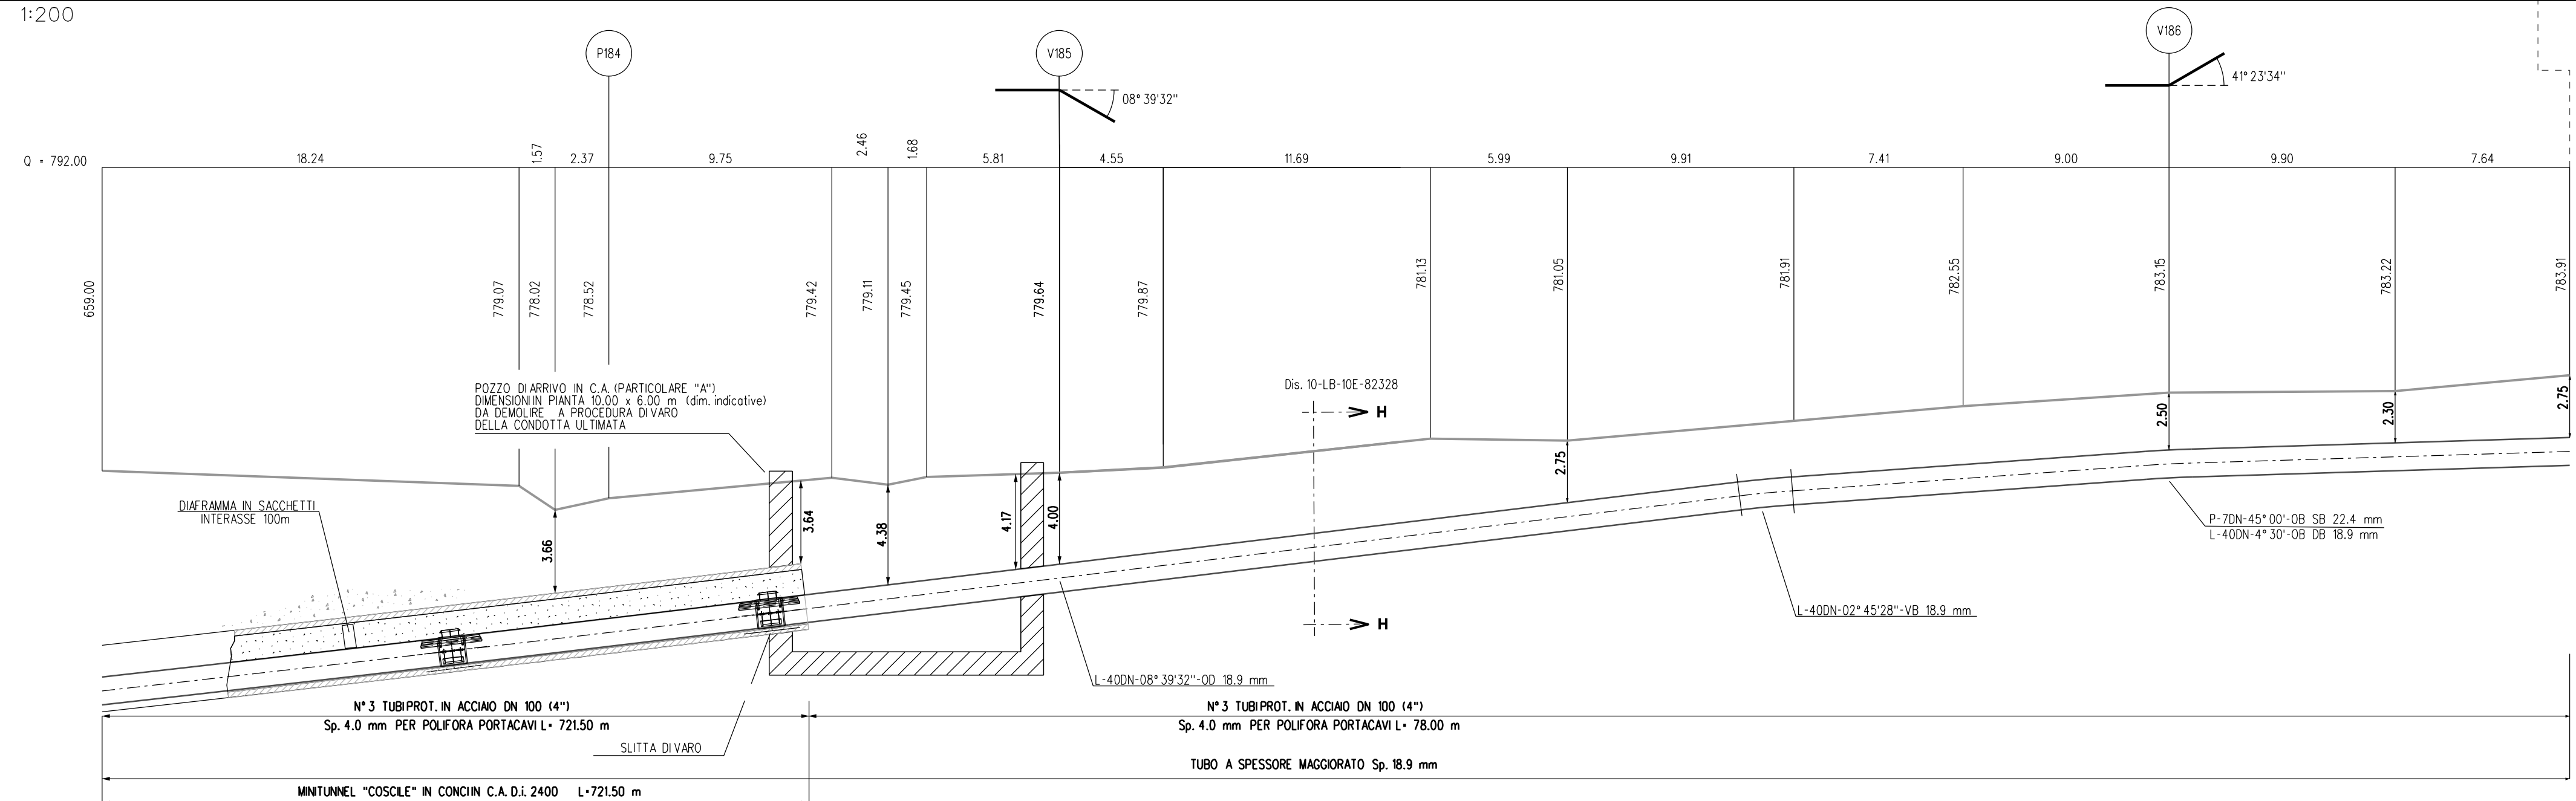 1:200
P184
V185
V186
08°39'32"
41°23'34"
Q = 792.00
18.24
1.57
2.37
9.75
2.46
1.68
5.81
4.55
11.69
5.99
9.91
7.41
9.00
9.90
7.64
659.00
779.07
778.02
778.52
779.42
779.11
779.45
779.64
779.87
781.13
781.05
781.91
782.55
783.15
783.22
783.91
POZZO DI ARRIVO IN C.A. (PARTICOLARE "A")
DIMENSIONI IN PIANTA 10.00 x 6.00 m (dim. indicative)
DA DEMOLIRE A PROCEDURA DI VARO
DELLA CONDOTTA ULTIMATA
Dis. 10-LB-10E-82328
H
H
DIAFRAMMA IN SACCHETTI
INTERASSE 100m
3.66
3.64
4.38
4.17
4.00
2.75
2.50
2.30
2.75
P-7DN-45°00'-OB SB 22.4 mm
L-40DN-4°30'-OB DB 18.9 mm
L-40DN-02°45'28"-VB 18.9 mm
L-40DN-08°39'32"-OD 18.9 mm
N°3 TUBI PROT. IN ACCIAIO DN 100 (4")
Sp. 4.0 mm PER POLIFORA PORTACAVI L= 721.50 m
N°3 TUBI PROT. IN ACCIAIO DN 100 (4")
Sp. 4.0 mm PER POLIFORA PORTACAVI L= 78.00 m
SLITTA DI VARO
TUBO A SPESSORE MAGGIORATO Sp. 18.9 mm
MINITUNNEL "COSCILE" IN CONCI IN C.A. D.i. 2400 L=721.50 m